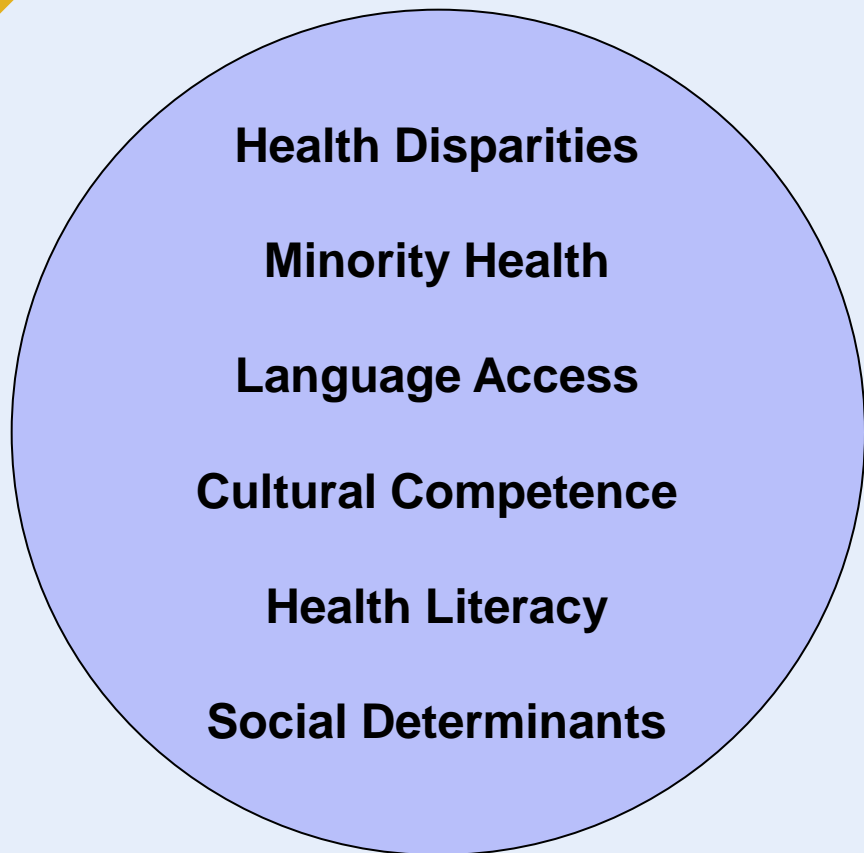 Health Disparities
Minority Health
Language Access
Cultural Competence
Health Literacy
Social Determinants